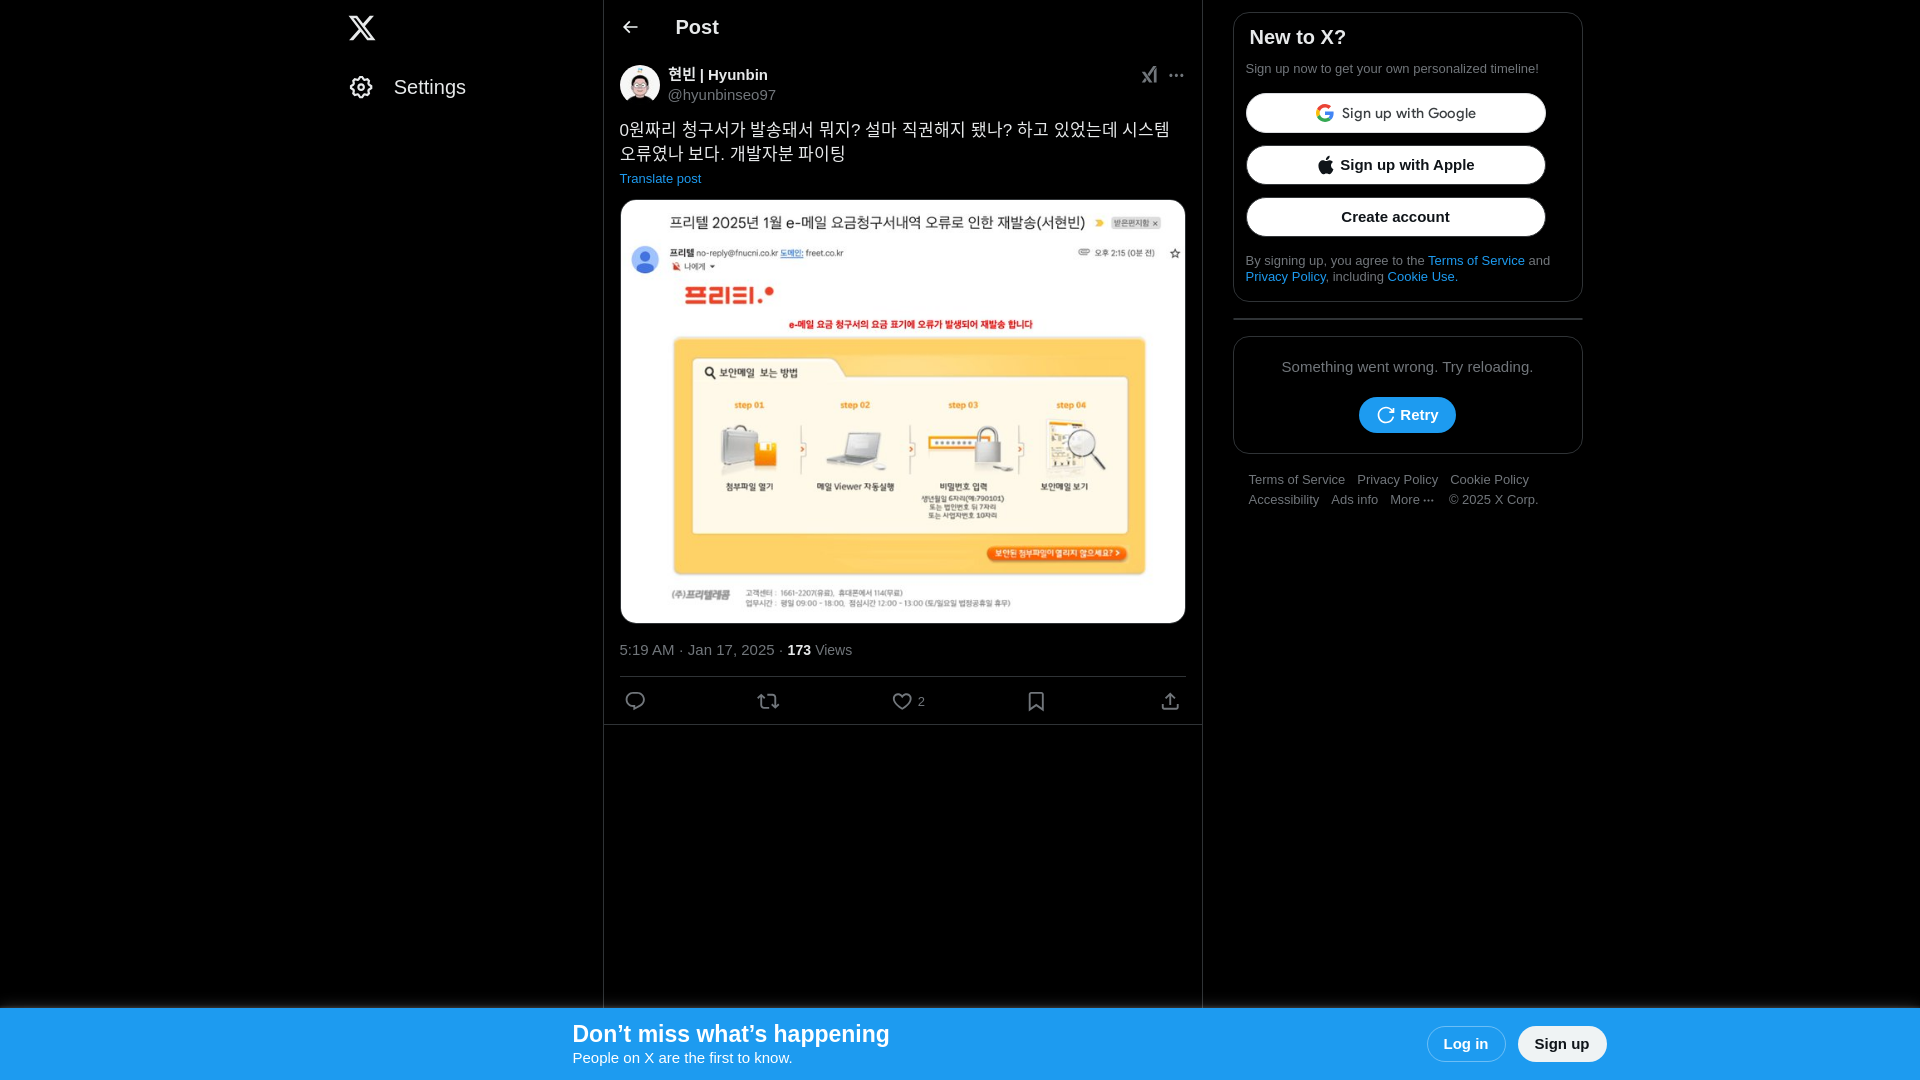 Settings
Post
현빈 | Hyunbin
@hyunbinseo97
0원짜리 청구서가 발송돼서 뭐지? 설마 직권해지 됐나? 하고 있었는데 시스템
오류였나 보다. 개발자분 파이팅
Translate post
프리텔 2025년 1월 e-메일 요금청구서내역 오류로 인한 재발송(서현빈)
받은편지함 ×
프리텔 no-reply@fnucni.co.kr 도메인: freet.co.kr
오후 2:15 (0분 전)
나에게
프리티
e-메일 요금 청구서의 요금 표기에 오류가 발생되어 재발송 합니다
보안메일 보는 방법
step 01
step 02
step 03
step 04
첨부파일 열기
메일 Viewer 자동실행
비밀번호 입력
보안메일 보기
생년월일 6자리(예:790101)
또는 법인번호 뒤 7자리
또는 사업자번호 10자리
보안된 첨부파일이 열리지 않으세요?
(주)프리텔레콤
고객센터 : 1661-2207(유료), 휴대폰에서 114(무료)
업무시간 : 평일 09:00 - 18:00, 점심시간 12:00 - 13:00 (토/일요일 법정공휴일 휴무)
5:19 AM · Jan 17, 2025 · 173 Views
2
New to X?
Sign up now to get your own personalized timeline!
Sign up with Google
Sign up with Apple
Create account
By signing up, you agree to the Terms of Service and
Privacy Policy, including Cookie Use.
Something went wrong. Try reloading.
Retry
Terms of Service Privacy Policy Cookie Policy
Accessibility Ads info More ··· © 2025 X Corp.
Don’t miss what’s happening
People on X are the first to know.
Log in
Sign up